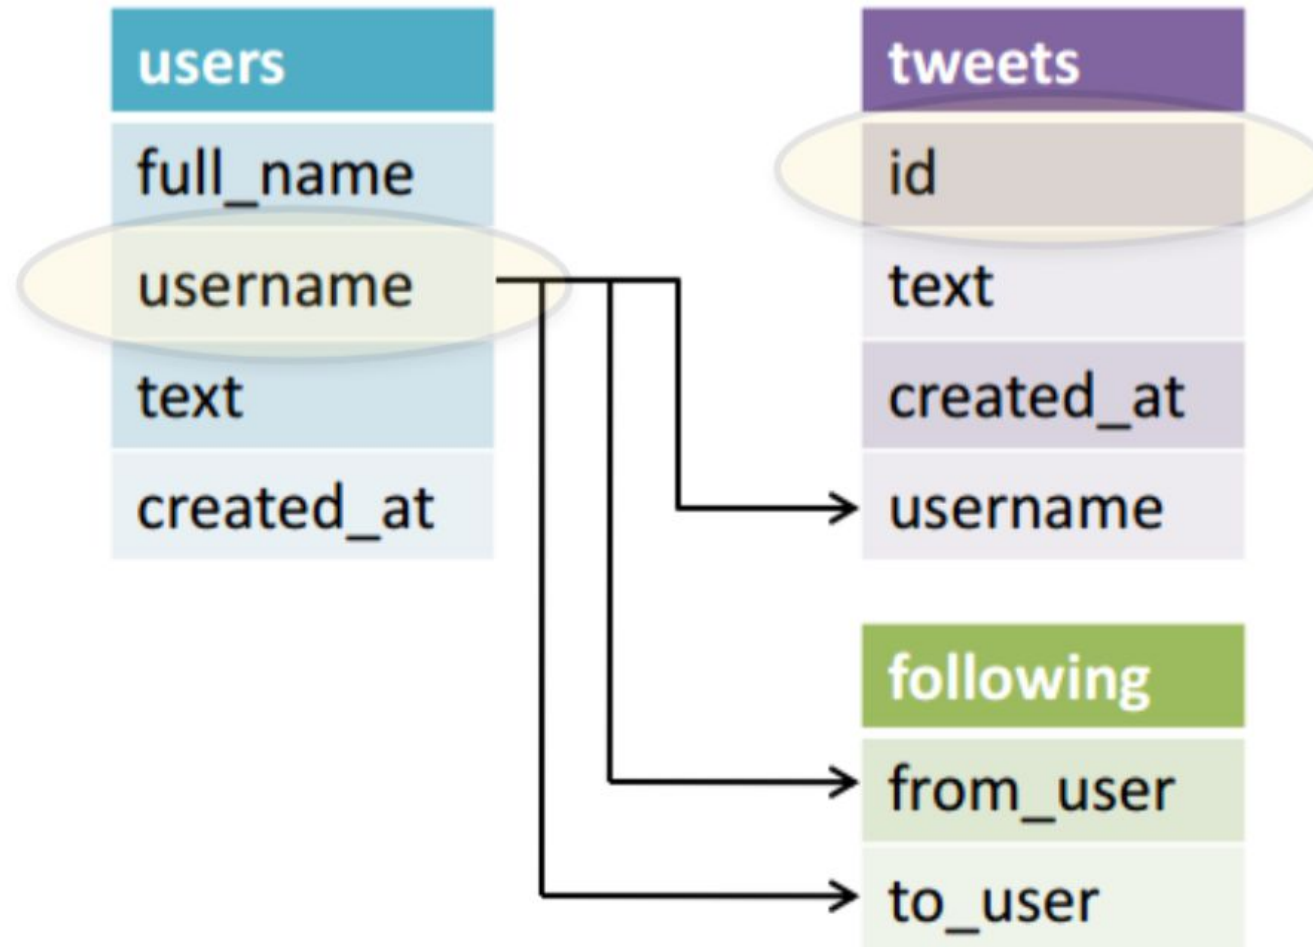 users
full_name
username
text
created_at
tweets
id
text
created_at
username
following
from_user
to_user